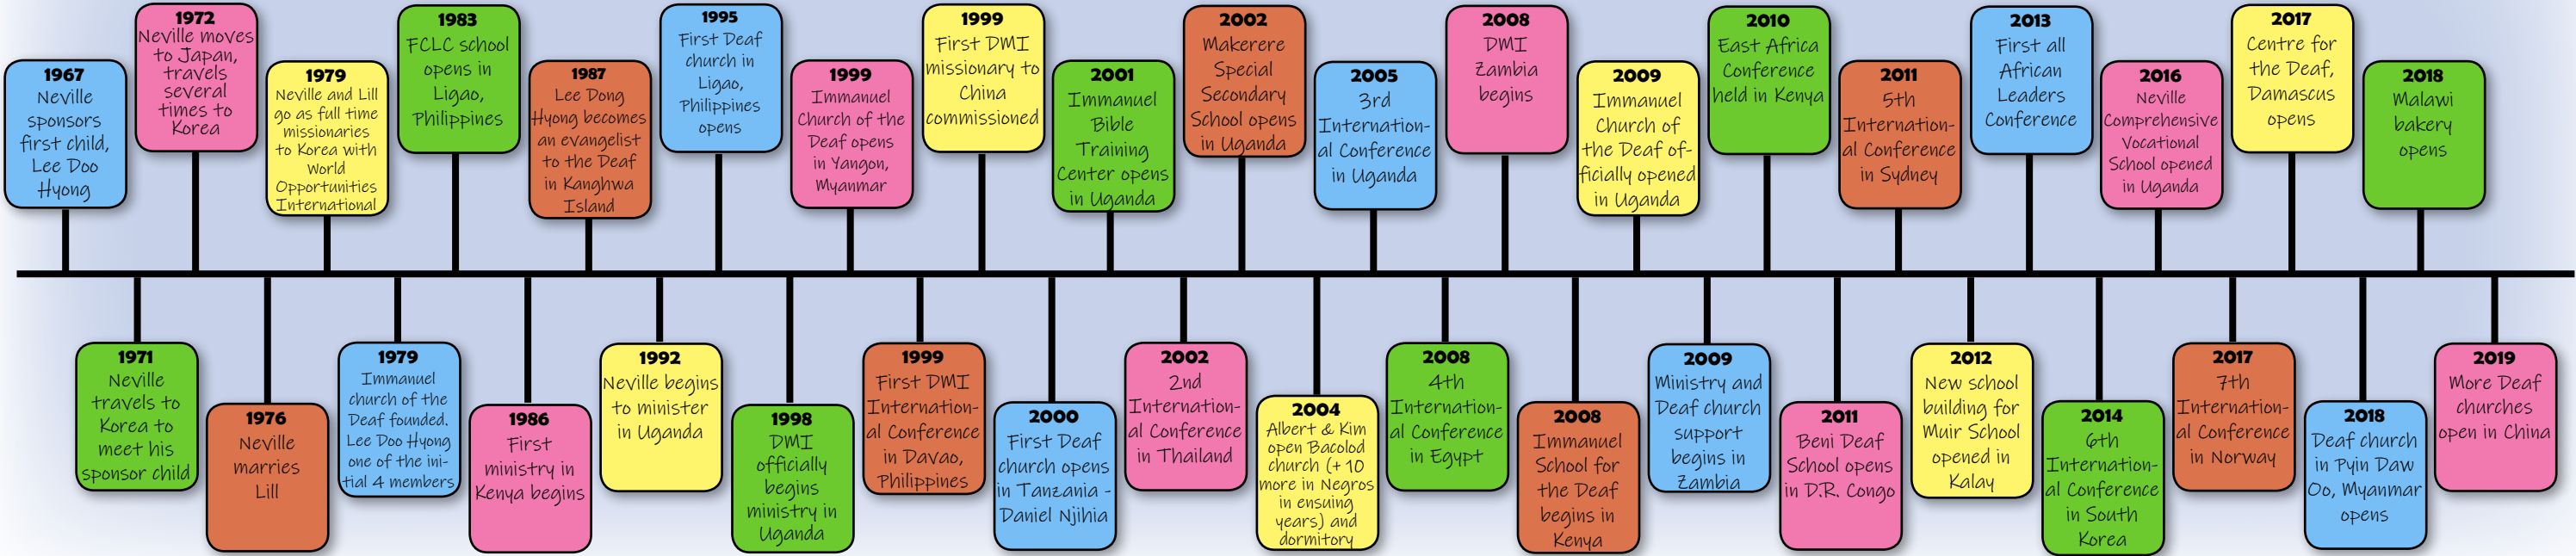 1967
Neville
sponsors
first child,
Lee Doo
Hyong
1971
Neville
travels to
Korea to
meet his
sponsor child
1972
Neville moves
to Japan,
travels
several
times to
Korea
1976
Neville
marries
Lill
1979
Neville and Lill
go as full time
missionaries
to Korea with
World
Opportunities
International
1979
Immanuel
church of the
Deaf founded.
Lee Doo Hyong
one of the ini-
tial 4 members
1983
FCLC school
opens in
Ligao,
Philippines
1986
First
ministry in
Kenya begins
1987
Lee Dong
Hyong becomes
an evangelist
to the Deaf
in Kanghwa
Island
1992
Neville begins
to minister
in Uganda
1995
First Deaf
church in
Ligao,
Philippines
opens
1998
DMI
officially
begins
ministry in
Uganda
1999
Immanuel
Church of the
Deaf opens
in Yangon,
Myanmar
1999
First DMI
Internation-
al Conference
in Davao,
Philippines
1999
First DMI
missionary to
China
commissioned
2000
First Deaf
church opens
in Tanzania -
Daniel Njihia
2001
Immanuel
Bible
Training
Center opens
in Uganda
2002
2nd
Internation-
al Conference
in Thailand
2002
Makerere
Special
Secondary
School opens
in Uganda
2004
Albert & Kim
open Bacolod
church (+ 10
more in Negros
in ensuing
years) and
dormitory
2005
3rd
Internation-
al Conference
in Uganda
2008
4th
Internation-
al Conference
in Egypt
2008
DMI
Zambia
begins
2008
Immanuel
School for
the Deaf
begins in
Kenya
2009
Immanuel
Church of
the Deaf of-
ficially opened
in Uganda
2009
Ministry and
Deaf church
support
begins in
Zambia
2010
East Africa
Conference
held in Kenya
2011
Beni Deaf
School opens
in D.R. Congo
2011
5th
Internation-
al Conference
in Sydney
2012
New school
building for
Muir School
opened in
Kalay
2013
First all
African
Leaders
Conference
2014
6th
Internation-
al Conference
in South
Korea
2016
Neville
Comprehensive
Vocational
School opened
in Uganda
2017
7th
Internation-
al Conference
in Norway
2017
Centre for
the Deaf,
Damascus
opens
2018
Deaf church
in Pyin Daw
Oo, Myanmar
opens
2018
Malawi
bakery
opens
2019
More Deaf
churches
open in China